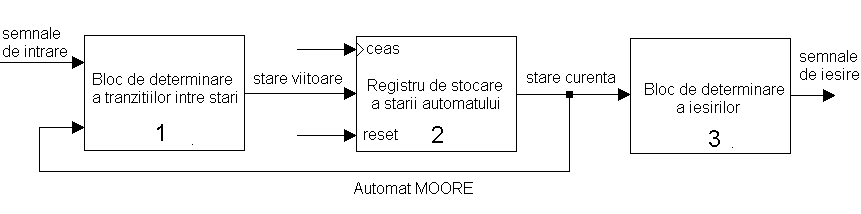 semnale
de intrare
Bloc de determinare
a tranzitiilor intre stari
1
stare viitoare
ceas
Registru de stocare
a starii automatului
reset
2
stare curenta
Bloc de determinare
a iesirilor
3
semnale
de iesire
Automat MOORE